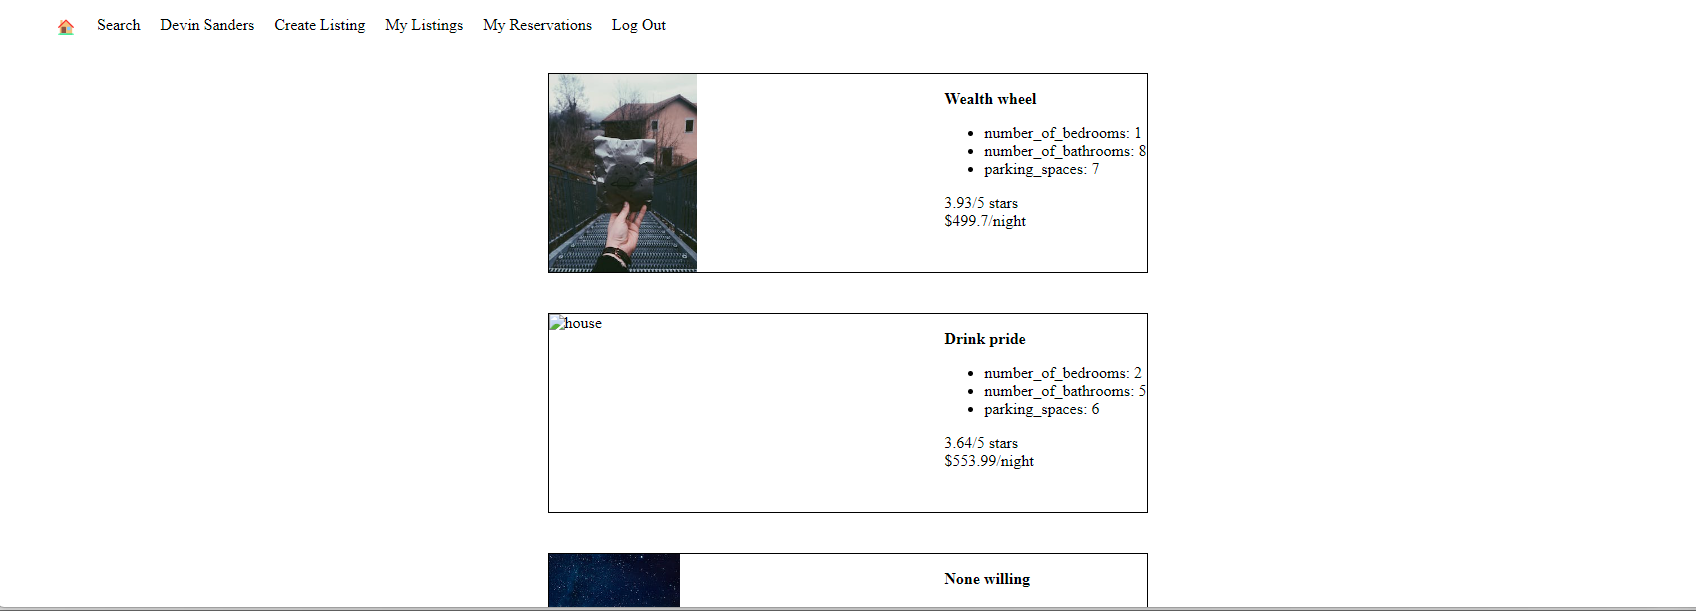 Search Devin Sanders Create Listing My Listings My Reservations Log Out
Wealth wheel
number_of_bedrooms: 1
number_of_bathrooms: 8
parking_spaces: 7
3.93/5 stars
$499.7/night
house
Drink pride
number_of_bedrooms: 2
number_of_bathrooms: 5
parking_spaces: 6
3.64/5 stars
$553.99/night
None willing